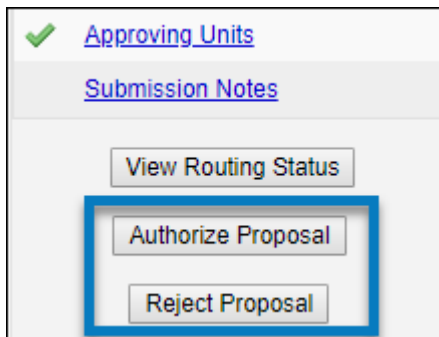 Approving Units
Submission Notes
View Routing Status
Authorize Proposal
Reject Proposal